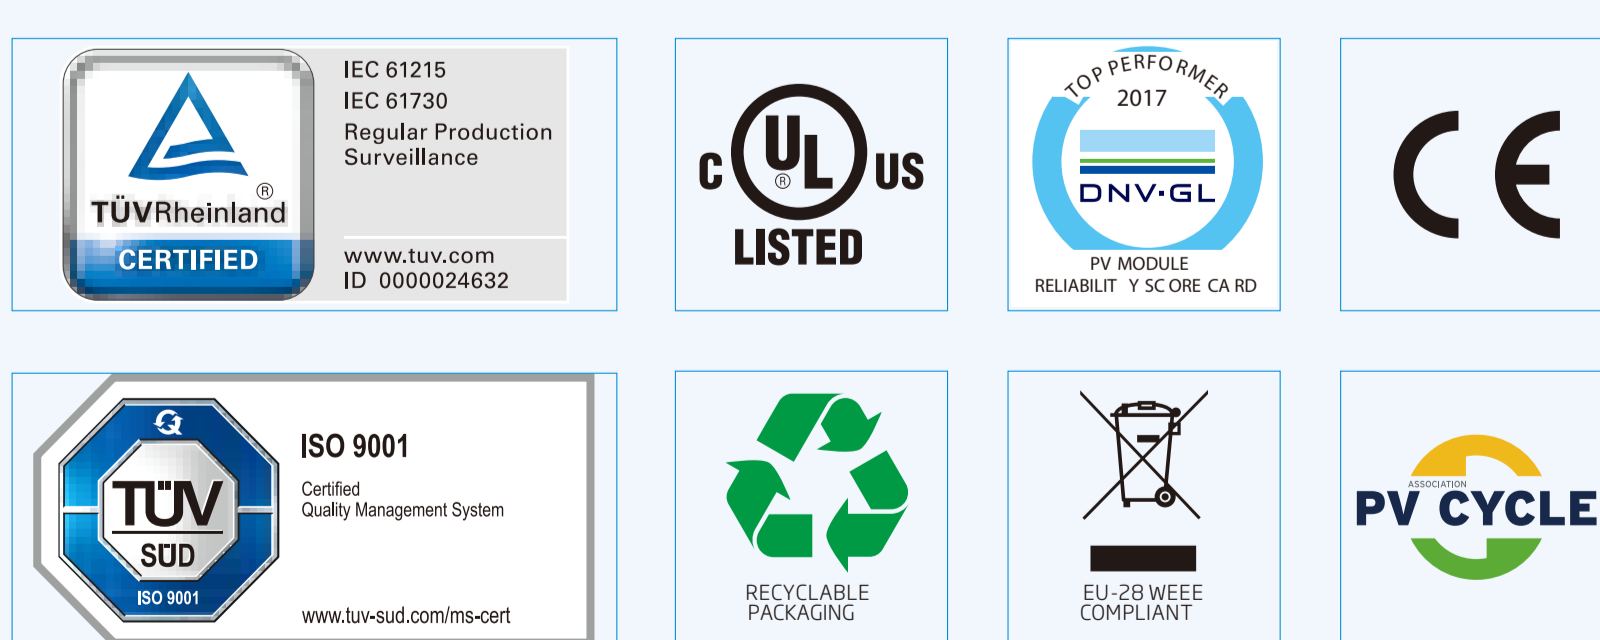 IEC 61215
IEC 61730
Regular Production
Surveillance
®
TÜVRheinland
CERTIFIED
www.tuv.com
ID 0000024632
C UL US
®
LISTED
TOP PERFORMER
2017
DNV·GL
PV MODULE
RELIABILIT Y SC ORE CA RD
CE
TÜV
SÜD
ISO 9001
ISO 9001
Certified
Quality Management System
www.tuv-sud.com/ms-cert
RECYCLABLE
PACKAGING
EU-28 WEEE
COMPLIANT
ASSOCIATION
PV CYCLE